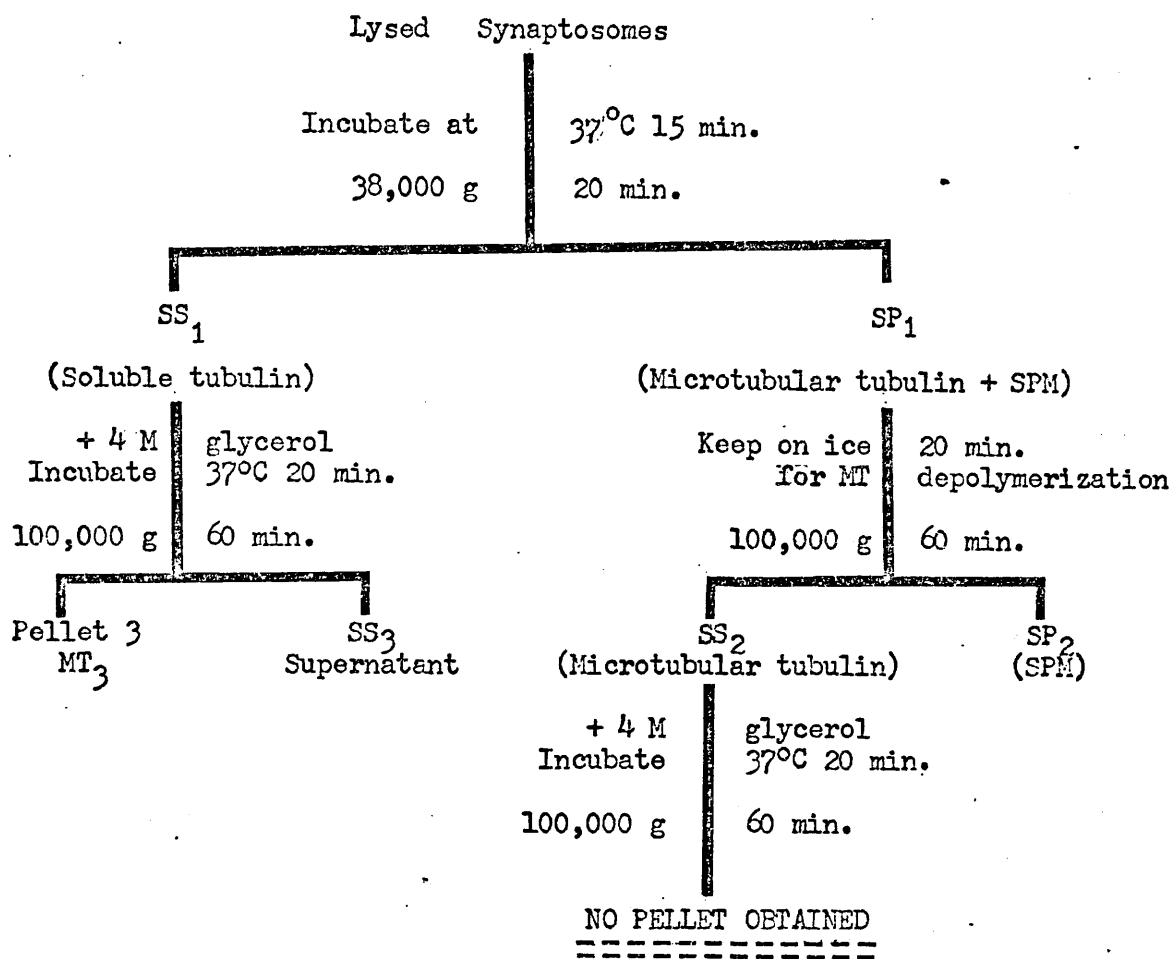 Lysed Synaptosomes
Incubate at 37°C 15 min.
38,000 g 20 min.
SS1 SP1
(Soluble tubulin) (Microtubular tubulin + SPM)
+ 4 M glycerol Keep on ice 20 min.
Incubate 37°C 20 min. for MT depolymerization
100,000 g 60 min. 100,000 g 60 min.
Pellet 3 SS3 SS2 SP2
MT3 Supernatant (Microtubular tubulin) (SPM)
+ 4 M glycerol
Incubate 37°C 20 min.
100,000 g 60 min.
NO PELLET OBTAINED